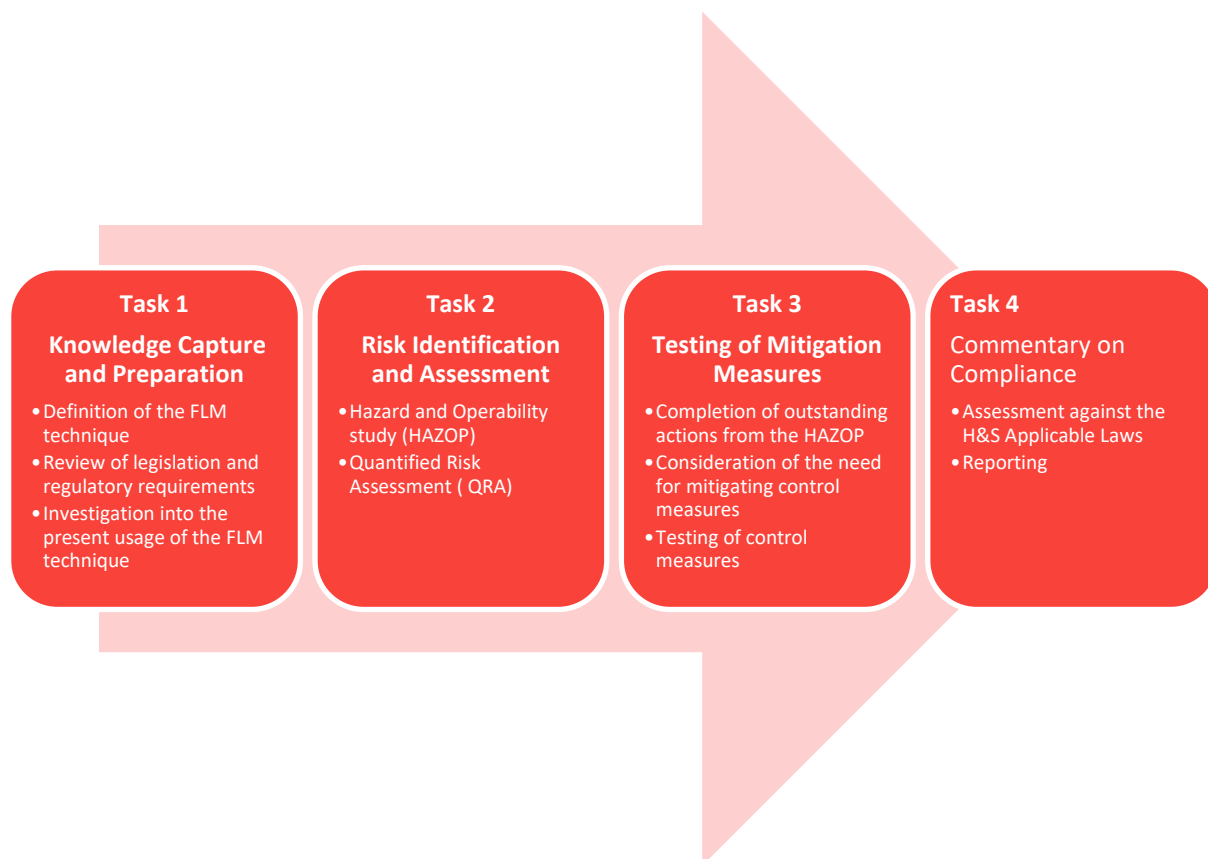 Task 1
Knowledge Capture
and Preparation
•Definition of the FLM
technique
•Review of legislation and
regulatory requirements
•Investigation into the
present usage of the FLM
technique
Task 2
Risk Identification
and Assessment
•Hazard and Operability
study (HAZOP)
•Quantified Risk
Assessment ( QRA)
Task 3
Testing of Mitigation
Measures
•Completion of outstanding
actions from the HAZOP
•Consideration of the need
for mitigating control
measures
•Testing of control
measures
Task 4
Commentary on
Compliance
•Assessment against the
H&S Applicable Laws
•Reporting